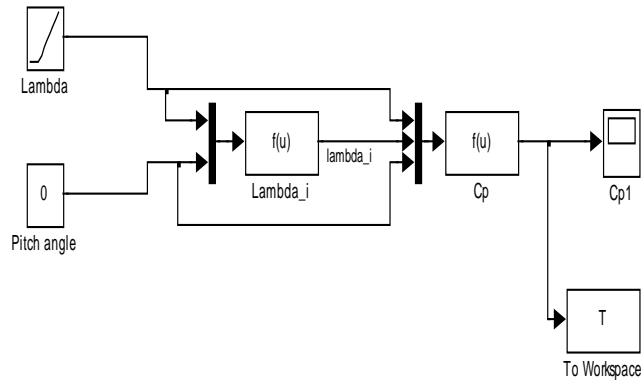 Lambda
f(u)
lambda_i
Lambda_i
f(u)
Cp
Cp1
0
Pitch angle
T
To Workspace